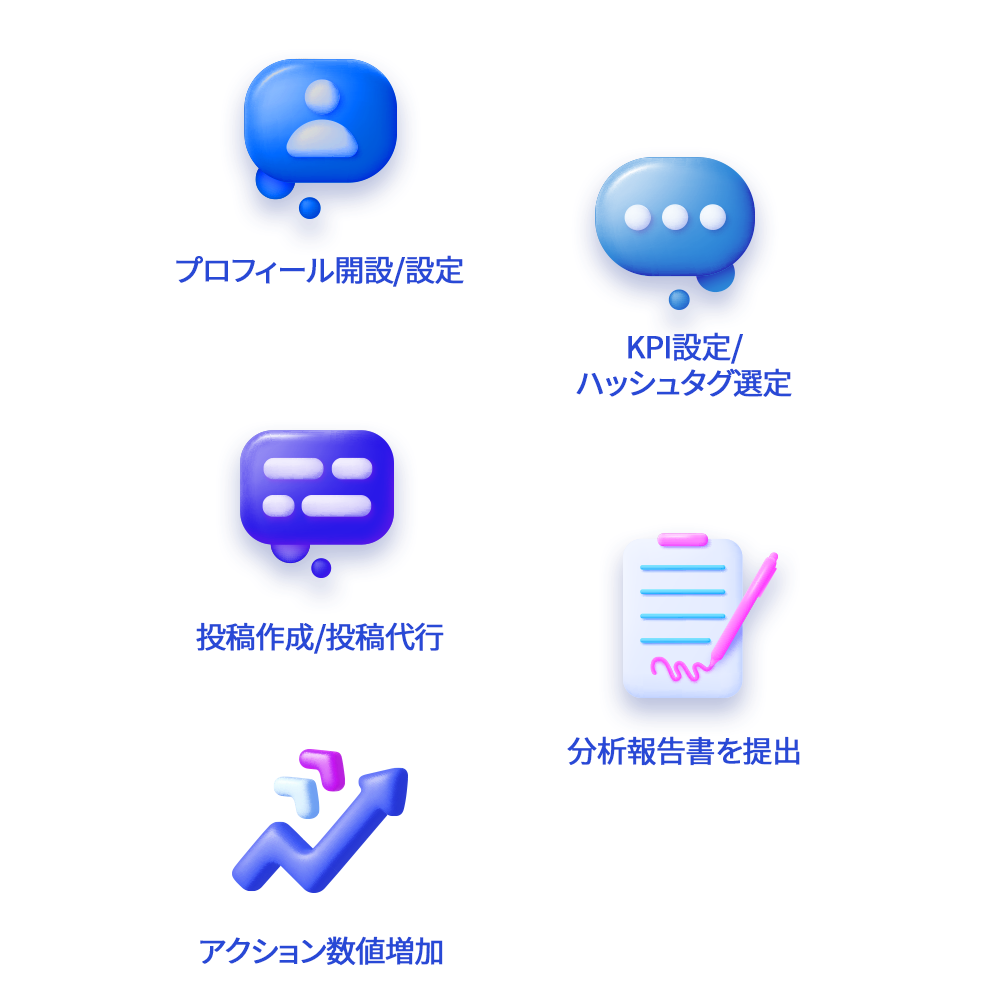 プロフィール開設/設定
KPI設定/
ハッシュタグ選定
投稿作成/投稿代行
分析報告書を提出
アクション数値増加